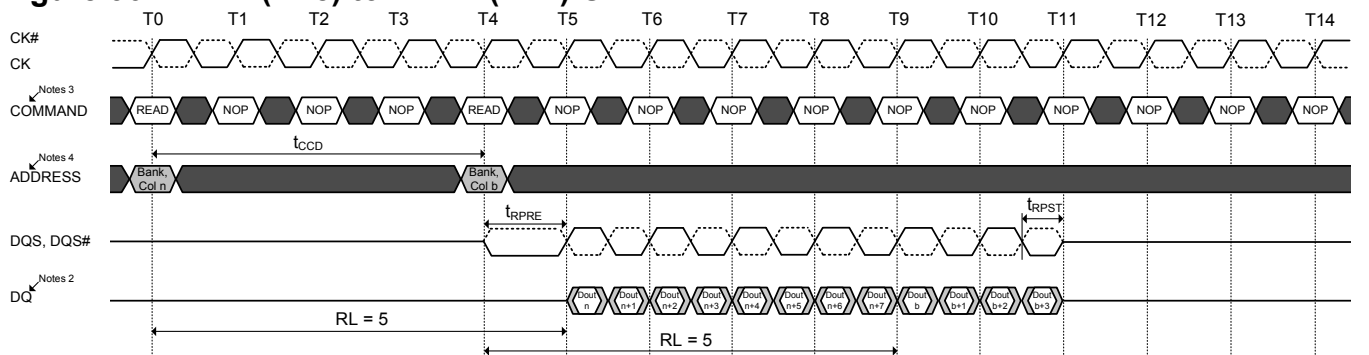 T0 T1 T2 T3 T4 T5 T6 T7 T8 T9 T10 T11 T12 T13 T14
CK#
CK
Notes 3
COMMAND READ NOP NOP NOP READ NOP NOP NOP NOP NOP NOP NOP NOP NOP NOP
tCCD
Notes 4
ADDRESS
Bank, Col n
Bank, Col b
tRPRE
tRPST
DQS, DQS#
Notes 2
DQ
Dout n
Dout n+1
Dout n+2
Dout n+3
Dout n+4
Dout n+5
Dout n+6
Dout n+7
Dout b
Dout b+1
Dout b+2
Dout b+3
RL = 5
RL = 5